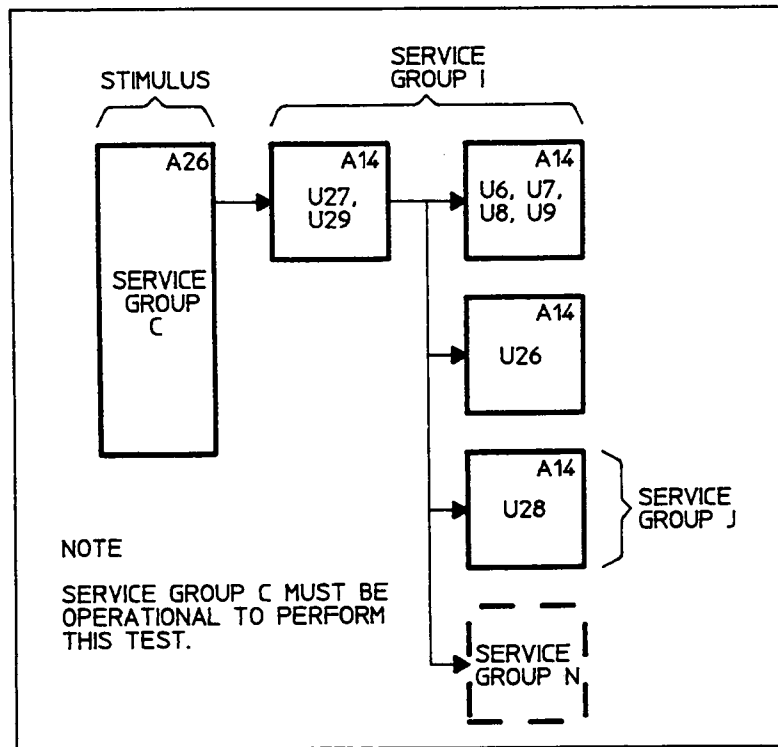 STIMULUS
SERVICE
GROUP I
A26
SERVICE
GROUP
C
A14
U27,
U29
A14
U6, U7,
U8, U9
A14
U26
A14
U28
SERVICE
GROUP J
SERVICE
GROUP N
NOTE
SERVICE GROUP C MUST BE
OPERATIONAL TO PERFORM
THIS TEST.